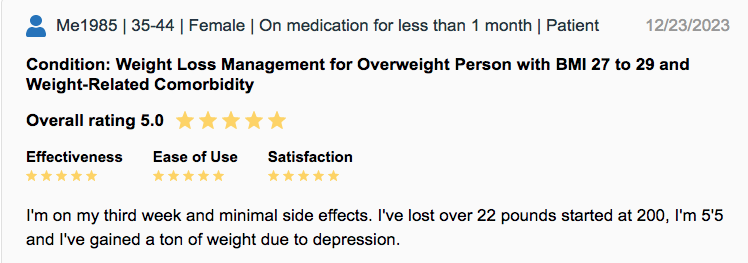 Me1985 | 35-44 | Female | On medication for less than 1 month | Patient 12/23/2023
Condition: Weight Loss Management for Overweight Person with BMI 27 to 29 and
Weight-Related Comorbidity
Overall rating 5.0
Effectiveness Ease of Use Satisfaction
I'm on my third week and minimal side effects. I've lost over 22 pounds started at 200, I'm 5'5
and I've gained a ton of weight due to depression.